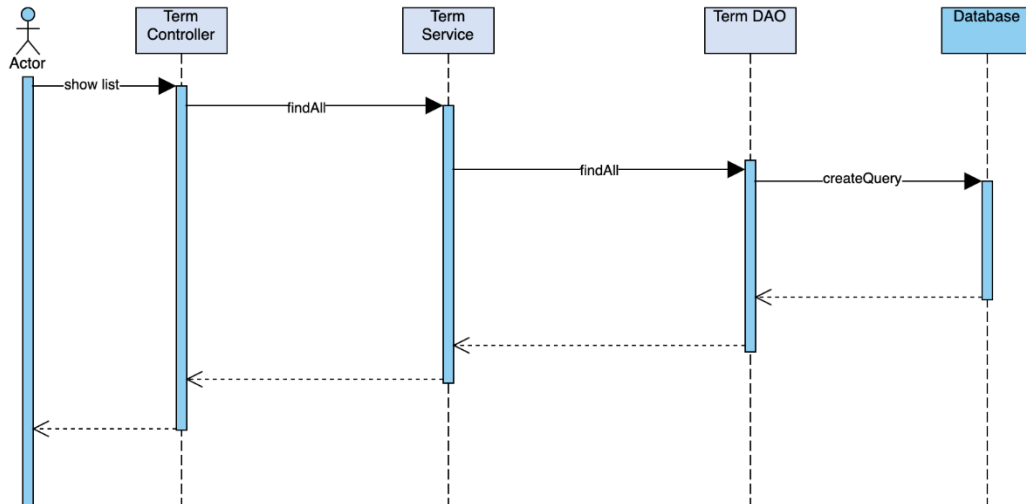 Term
Controller
Term
Service
Term DAO
Database
Actor
show list
findAll
findAll
createQuery